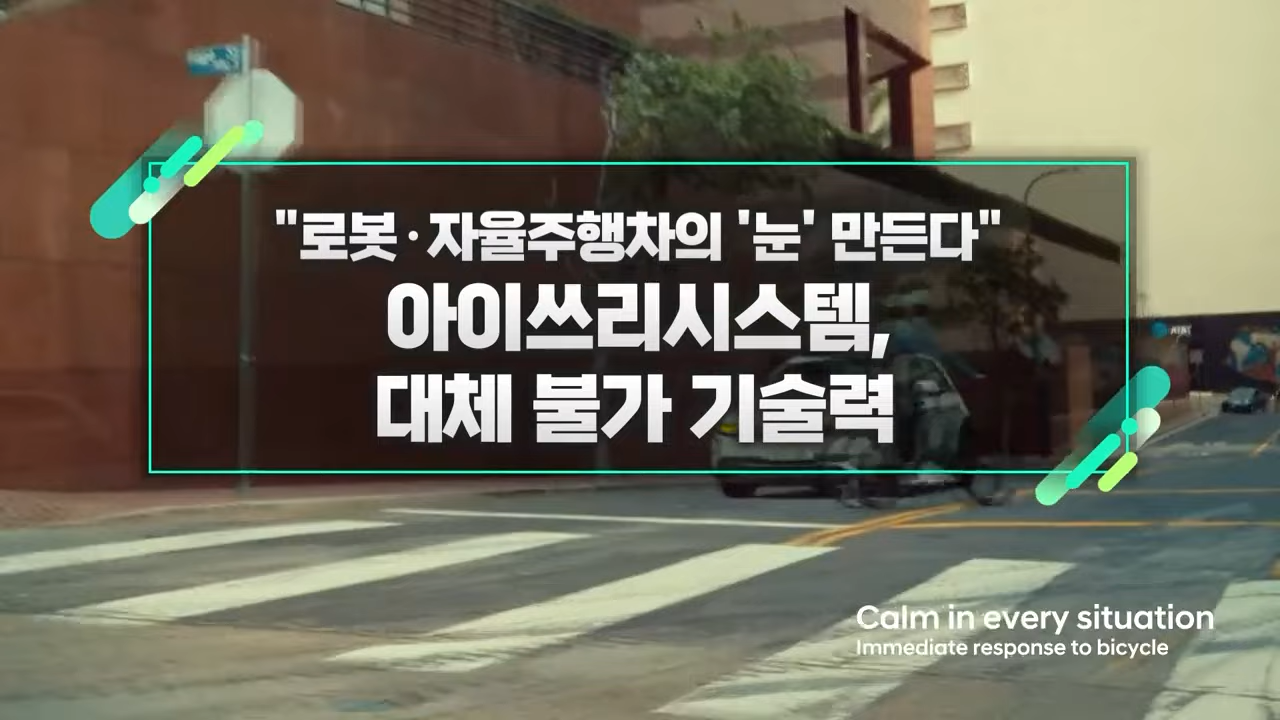 "로봇·자율주행차의 '눈' 만든다"
아이쓰리시스템,
대체 불가 기술력
AT&T
Calm in every situation
Immediate response to bicycle